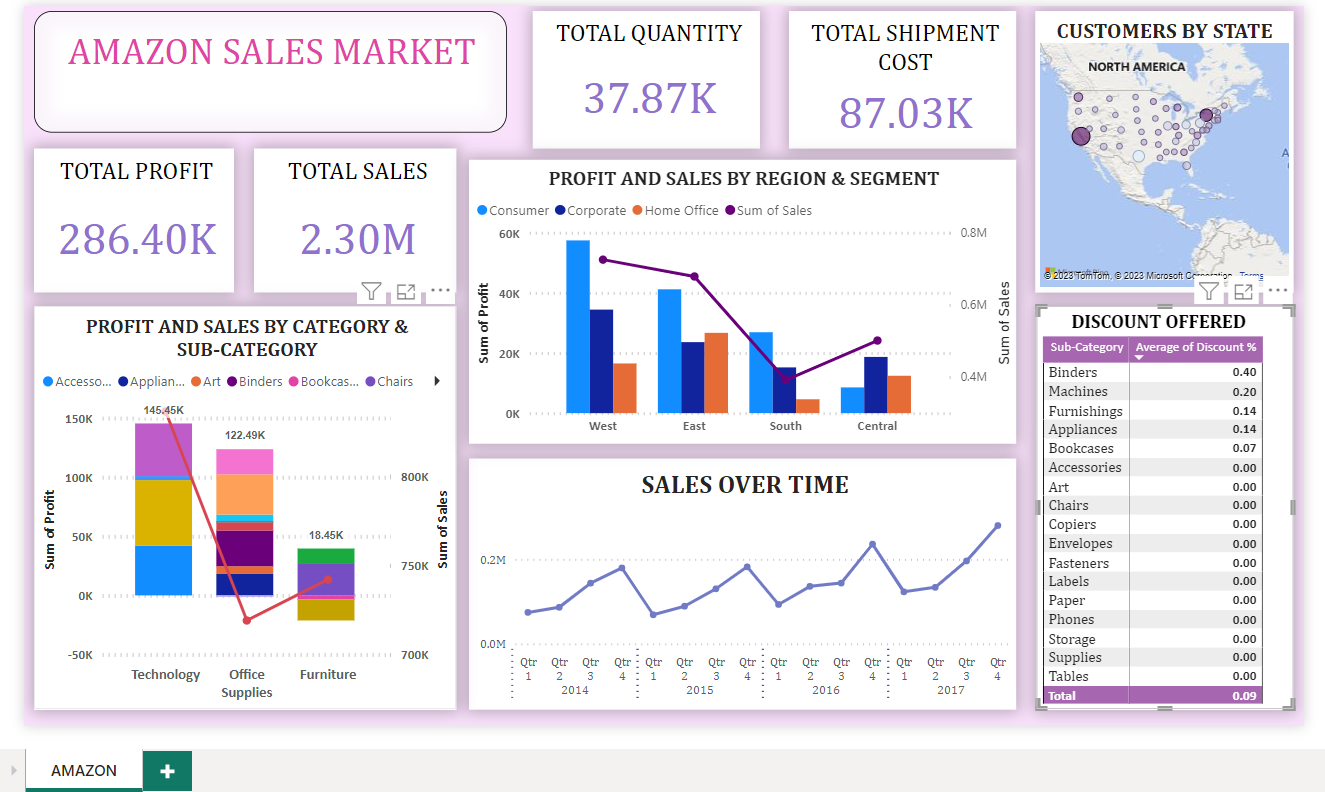 AMAZON SALES MARKET
TOTAL QUANTITY
37.87K
TOTAL SHIPMENT
COST
87.03K
CUSTOMERS BY STATE
NORTH AMERICA
A
© 2023 TomTom, © 2023 Microsoft Corporation Terms
TOTAL PROFIT
286.40K
TOTAL SALES
2.30M
PROFIT AND SALES BY REGION & SEGMENT
Consumer Corporate Home Office Sum of Sales
60K
40K
20K
0K
Sum of Profit
0.8M
0.6M
0.4M
Sum of Sales
West East South Central
PROFIT AND SALES BY CATEGORY &
SUB-CATEGORY
Accesso... Applian... Art Binders Bookcas... Chairs
150K
100K
50K
0K
-50K
Sum of Profit
145.45K
122.49K
18.45K
800K
750K
700K
Sum of Sales
Technology Office Furniture
Supplies
SALES OVER TIME
0.2M
0.0M
Qtr Qtr Qtr Qtr Qtr Qtr Qtr Qtr Qtr Qtr Qtr Qtr Qtr Qtr Qtr Qtr
1 2 3 4 1 2 3 4 1 2 3 4 1 2 3 4
2014 2015 2016 2017
DISCOUNT OFFERED
Sub-Category Average of Discount %
Binders 0.40
Machines 0.20
Furnishings 0.14
Appliances 0.14
Bookcases 0.07
Accessories 0.00
Art 0.00
Chairs 0.00
Copiers 0.00
Envelopes 0.00
Fasteners 0.00
Labels 0.00
Paper 0.00
Phones 0.00
Storage 0.00
Supplies 0.00
Tables 0.00
Total 0.09
AMAZON